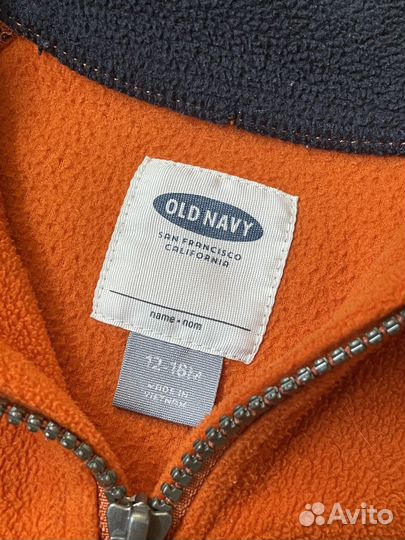 OLD NAVY
SAN FRANCISCO
CALIFORNIA
name • nom
12-18M
MADE IN
VIETNAM
Avito